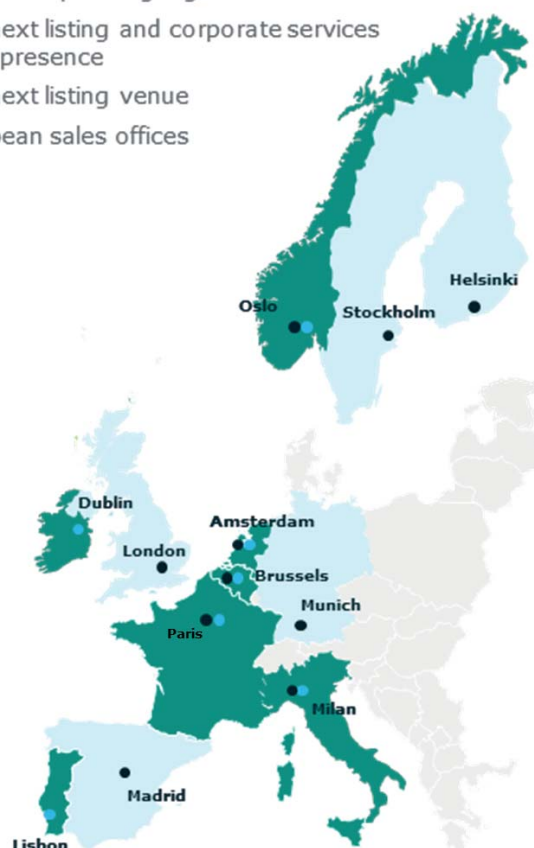 ext listing and corporate services
presence
ext listing venue
ean sales offices
Helsinki
Oslo
Stockholm
Dublin
Amsterdam
London
Brussels
Munich
Paris
Milan
Madrid
Lisbon